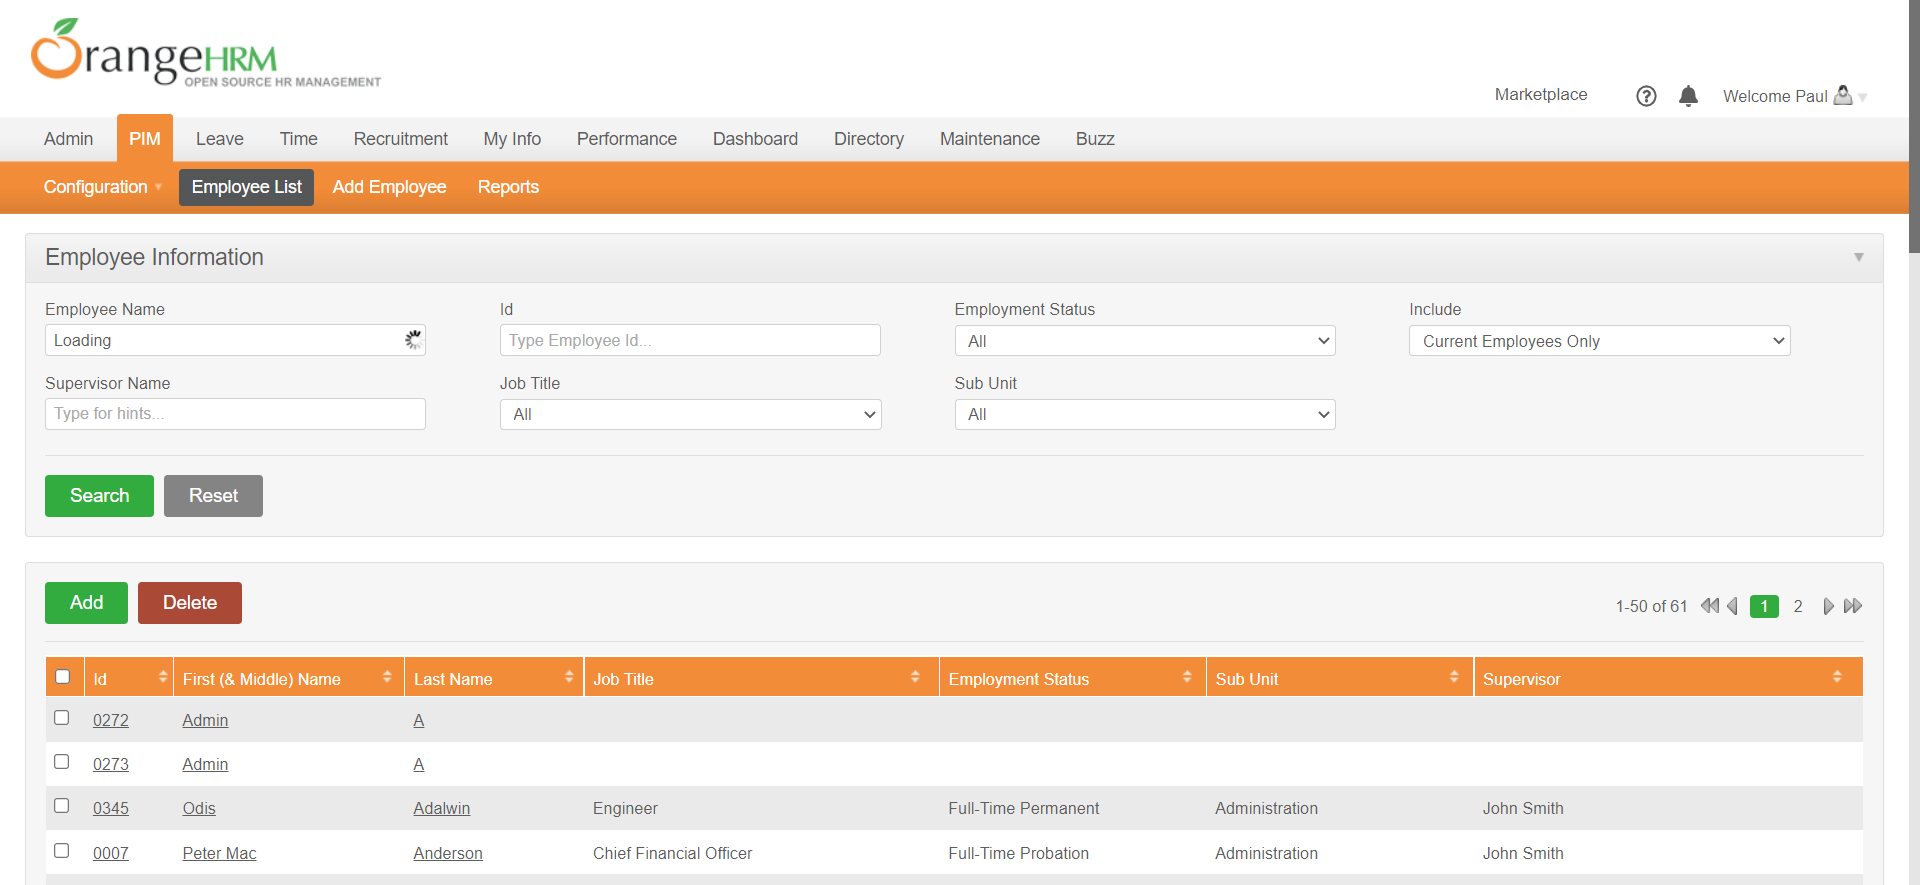 OrangeHRM
OPEN SOURCE HR MANAGEMENT
Marketplace ? Welcome Paul
Admin PIM Leave Time Recruitment My Info Performance Dashboard Directory Maintenance Buzz
Configuration Employee List Add Employee Reports
Employee Information
Employee Name Id Employment Status Include
Loading Type Employee Id... All Current Employees Only
Supervisor Name Job Title Sub Unit
Type for hints... All All
Search Reset
Add Delete 1-50 of 61 1 2
Id First (& Middle) Name Last Name Job Title Employment Status Sub Unit Supervisor
0272 Admin A
0273 Admin A
0345 Odis Adalwin Engineer Full-Time Permanent Administration John Smith
0007 Peter Mac Anderson Chief Financial Officer Full-Time Probation Administration John Smith